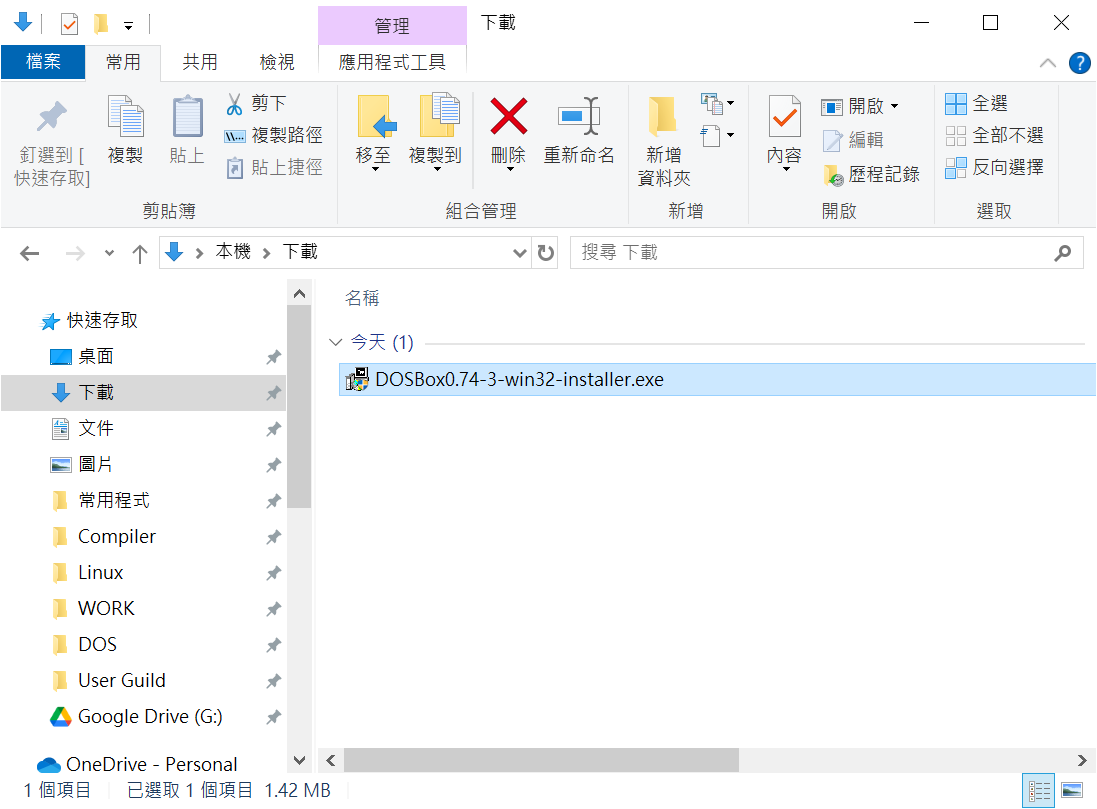 管理
下載
檔案
常用
共用
檢視
應用程式工具
?
釘選到 [
快速存取]
複製
貼上
剪下
W...
複製路徑
貼上捷徑
剪貼簿
移至
複製到
刪除
重新命名
組合管理
新增
資料夾
新增
內容
開啟
編輯
歷程記錄
開啟
全選
全部不選
反向選擇
選取
本機
下載
搜尋 下載
快速存取
桌面
下載
文件
圖片
常用程式
Compiler
Linux
WORK
DOS
User Guild
Google Drive (G:)
OneDrive - Personal
名稱
今天 (1)
DOSBox0.74-3-win32-installer.exe
1 個項目
已選取 1 個項目 1.42 MB